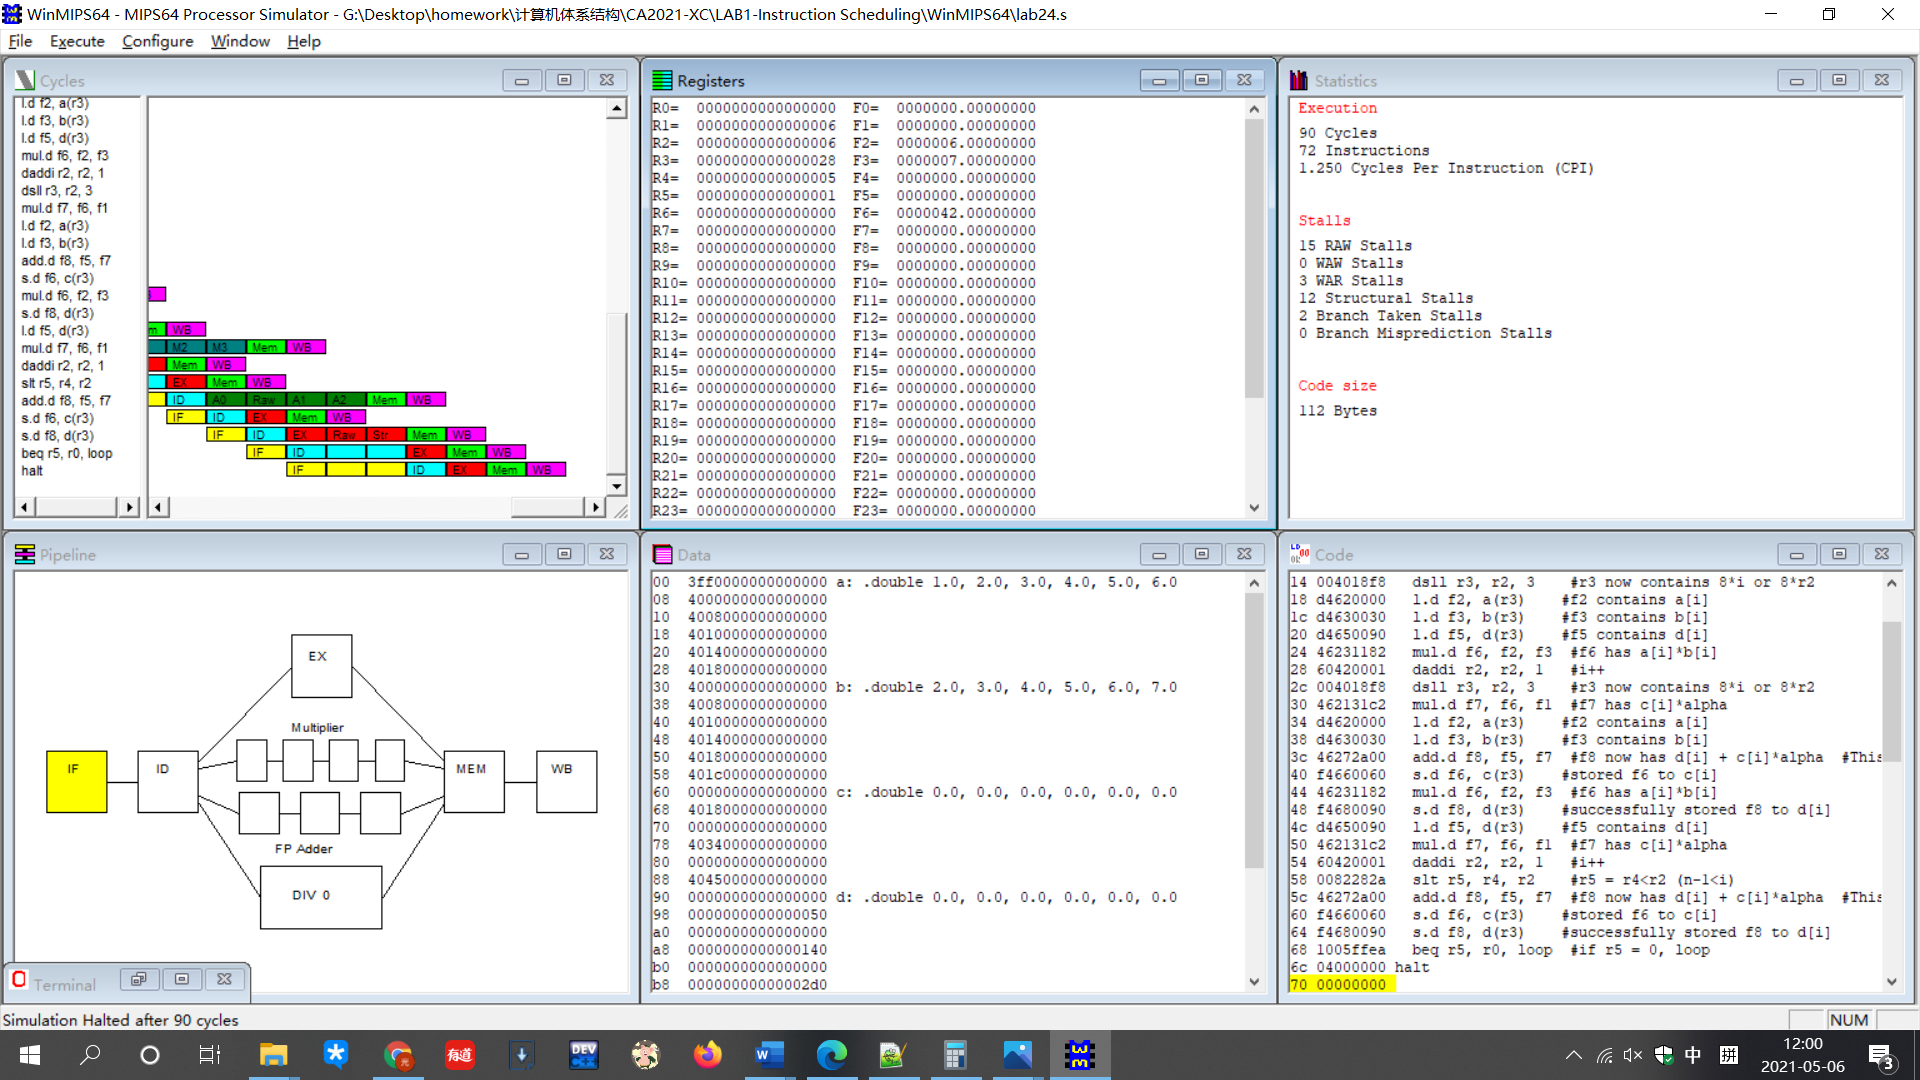 WinMIPS64 - MIPS64 Processor Simulator - G:\Desktop\homework\计算机体系结构\CA2021-XC\LAB1-Instruction Scheduling\WinMIPS64\lab24.s
File Execute Configure Window Help
Cycles
l.d f2, a(r3)
l.d f3, b(r3)
l.d f5, d(r3)
mul.d f6, f2, f3
daddi r2, r2, 1
dsll r3, r2, 3
mul.d f7, f6, f1
l.d f2, a(r3)
l.d f3, b(r3)
add.d f8, f5, f7
s.d f6, c(r3)
mul.d f6, f2, f3
s.d f8, d(r3)
l.d f5, d(r3)
mul.d f7, f6, f1
daddi r2, r2, 1
slt r5, r4, r2
add.d f8, f5, f7
s.d f6, c(r3)
s.d f8, d(r3)
beq r5, r0, loop
halt
m WB
M2 M3 Mem WB
Mem WB
EX Mem WB
ID A0 Raw A1 A2 Mem WB
IF ID EX Mem WB
IF ID EX Raw Str Mem WB
IF ID EX Mem WB
IF ID EX Mem WB
Registers
R0= 0000000000000000 F0= 0000000.00000000
R1= 0000000000000006 F1= 0000000.00000000
R2= 0000000000000006 F2= 0000006.00000000
R3= 0000000000000028 F3= 0000007.00000000
R4= 0000000000000005 F4= 0000000.00000000
R5= 0000000000000001 F5= 0000000.00000000
R6= 0000000000000000 F6= 0000042.00000000
R7= 0000000000000000 F7= 0000000.00000000
R8= 0000000000000000 F8= 0000000.00000000
R9= 0000000000000000 F9= 0000000.00000000
R10= 0000000000000000 F10= 0000000.00000000
R11= 0000000000000000 F11= 0000000.00000000
R12= 0000000000000000 F12= 0000000.00000000
R13= 0000000000000000 F13= 0000000.00000000
R14= 0000000000000000 F14= 0000000.00000000
R15= 0000000000000000 F15= 0000000.00000000
R16= 0000000000000000 F16= 0000000.00000000
R17= 0000000000000000 F17= 0000000.00000000
R18= 0000000000000000 F18= 0000000.00000000
R19= 0000000000000000 F19= 0000000.00000000
R20= 0000000000000000 F20= 0000000.00000000
R21= 0000000000000000 F21= 0000000.00000000
R22= 0000000000000000 F22= 0000000.00000000
R23= 0000000000000000 F23= 0000000.00000000
Statistics
Execution
90 Cycles
72 Instructions
1.250 Cycles Per Instruction (CPI)
Stalls
15 RAW Stalls
0 WAW Stalls
3 WAR Stalls
12 Structural Stalls
2 Branch Taken Stalls
0 Branch Misprediction Stalls
Code size
112 Bytes
Pipeline
EX
Multiplier
IF ID MEM WB
FP Adder
DIV 0
Terminal
Data
00 3ff0000000000000 a: .double 1.0, 2.0, 3.0, 4.0, 5.0, 6.0
08 4000000000000000
10 4008000000000000
18 4010000000000000
20 4014000000000000
28 4018000000000000
30 4000000000000000 b: .double 2.0, 3.0, 4.0, 5.0, 6.0, 7.0
38 4008000000000000
40 4010000000000000
48 4014000000000000
50 4018000000000000
58 401c000000000000
60 0000000000000000 c: .double 0.0, 0.0, 0.0, 0.0, 0.0, 0.0
68 4018000000000000
70 0000000000000000
78 4034000000000000
80 0000000000000000
88 4045000000000000
90 0000000000000000 d: .double 0.0, 0.0, 0.0, 0.0, 0.0, 0.0
98 0000000000000050
a0 0000000000000000
a8 0000000000000140
b0 0000000000000000
b8 00000000000002d0
Code
14 004018f8 dsll r3, r2, 3 #r3 now contains 8*i or 8*r2
18 d4620000 l.d f2, a(r3) #f2 contains a[i]
1c d4630030 l.d f3, b(r3) #f3 contains b[i]
20 d4650090 l.d f5, d(r3) #f5 contains d[i]
24 46231182 mul.d f6, f2, f3 #f6 has a[i]*b[i]
28 60420001 daddi r2, r2, 1 #i++
2c 004018f8 dsll r3, r2, 3 #r3 now contains 8*i or 8*r2
30 462131c2 mul.d f7, f6, f1 #f7 has c[i]*alpha
34 d4620000 l.d f2, a(r3) #f2 contains a[i]
38 d4630030 l.d f3, b(r3) #f3 contains b[i]
3c 46272a00 add.d f8, f5, f7 #f8 now has d[i] + c[i]*alpha #This
40 f4660060 s.d f6, c(r3) #stored f6 to c[i]
44 46231182 mul.d f6, f2, f3 #f6 has a[i]*b[i]
48 f4680090 s.d f8, d(r3) #successfully stored f8 to d[i]
4c d4650090 l.d f5, d(r3) #f5 contains d[i]
50 462131c2 mul.d f7, f6, f1 #f7 has c[i]*alpha
54 60420001 daddi r2, r2, 1 #i++
58 0082282a slt r5, r4, r2 #r5 = r4<r2 (n-1<i)
5c 46272a00 add.d f8, f5, f7 #f8 now has d[i] + c[i]*alpha #This
60 f4660060 s.d f6, c(r3) #stored f6 to c[i]
64 f4680090 s.d f8, d(r3) #successfully stored f8 to d[i]
68 1005ffea beq r5, r0, loop #if r5 = 0, loop
6c 04000000 halt
70 00000000
Simulation Halted after 90 cycles
NUM
有道
DEV C++
W
中
拼
12:00
2021-05-06
3